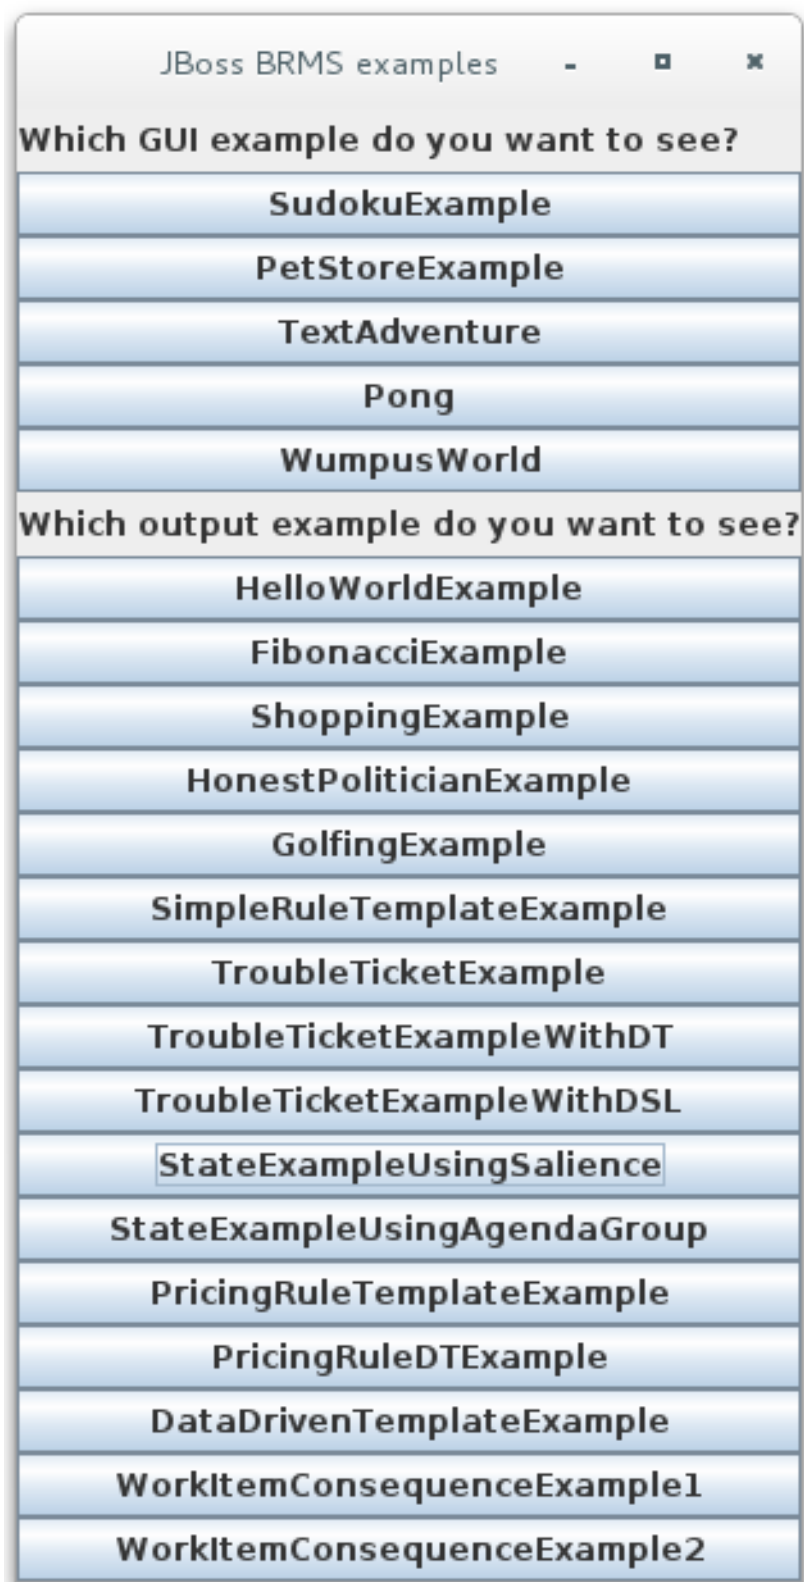 JBoss BRMS examples
Which GUI example do you want to see?
SudokuExample
PetStoreExample
TextAdventure
Pong
WumpusWorld
Which output example do you want to see?
HelloWorldExample
FibonacciExample
ShoppingExample
HonestPoliticianExample
GolfingExample
SimpleRuleTemplateExample
TroubleTicketExample
TroubleTicketExampleWithDT
TroubleTicketExampleWithDSL
StateExampleUsingSalience
StateExampleUsingAgendaGroup
PricingRuleTemplateExample
PricingRuleDTExample
DataDrivenTemplateExample
WorkItemConsequenceExample1
WorkItemConsequenceExample2